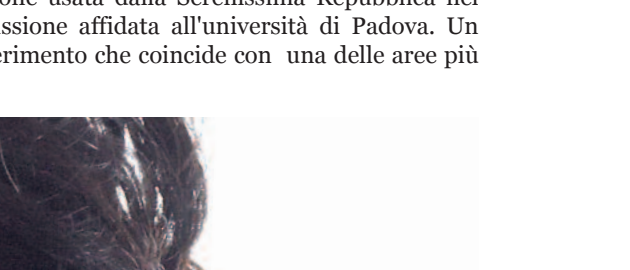 usata dalla Serenissima Repubblica nel
affidata all'università di Padova. Un
che coincide con una delle aree più